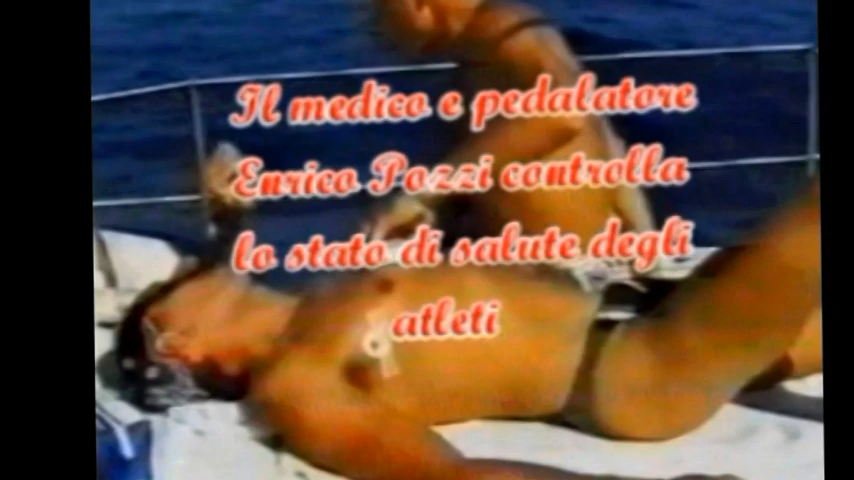 Il medico e pedalatore
Enrico Pozzi controlla
lo stato di salute degli
atleti